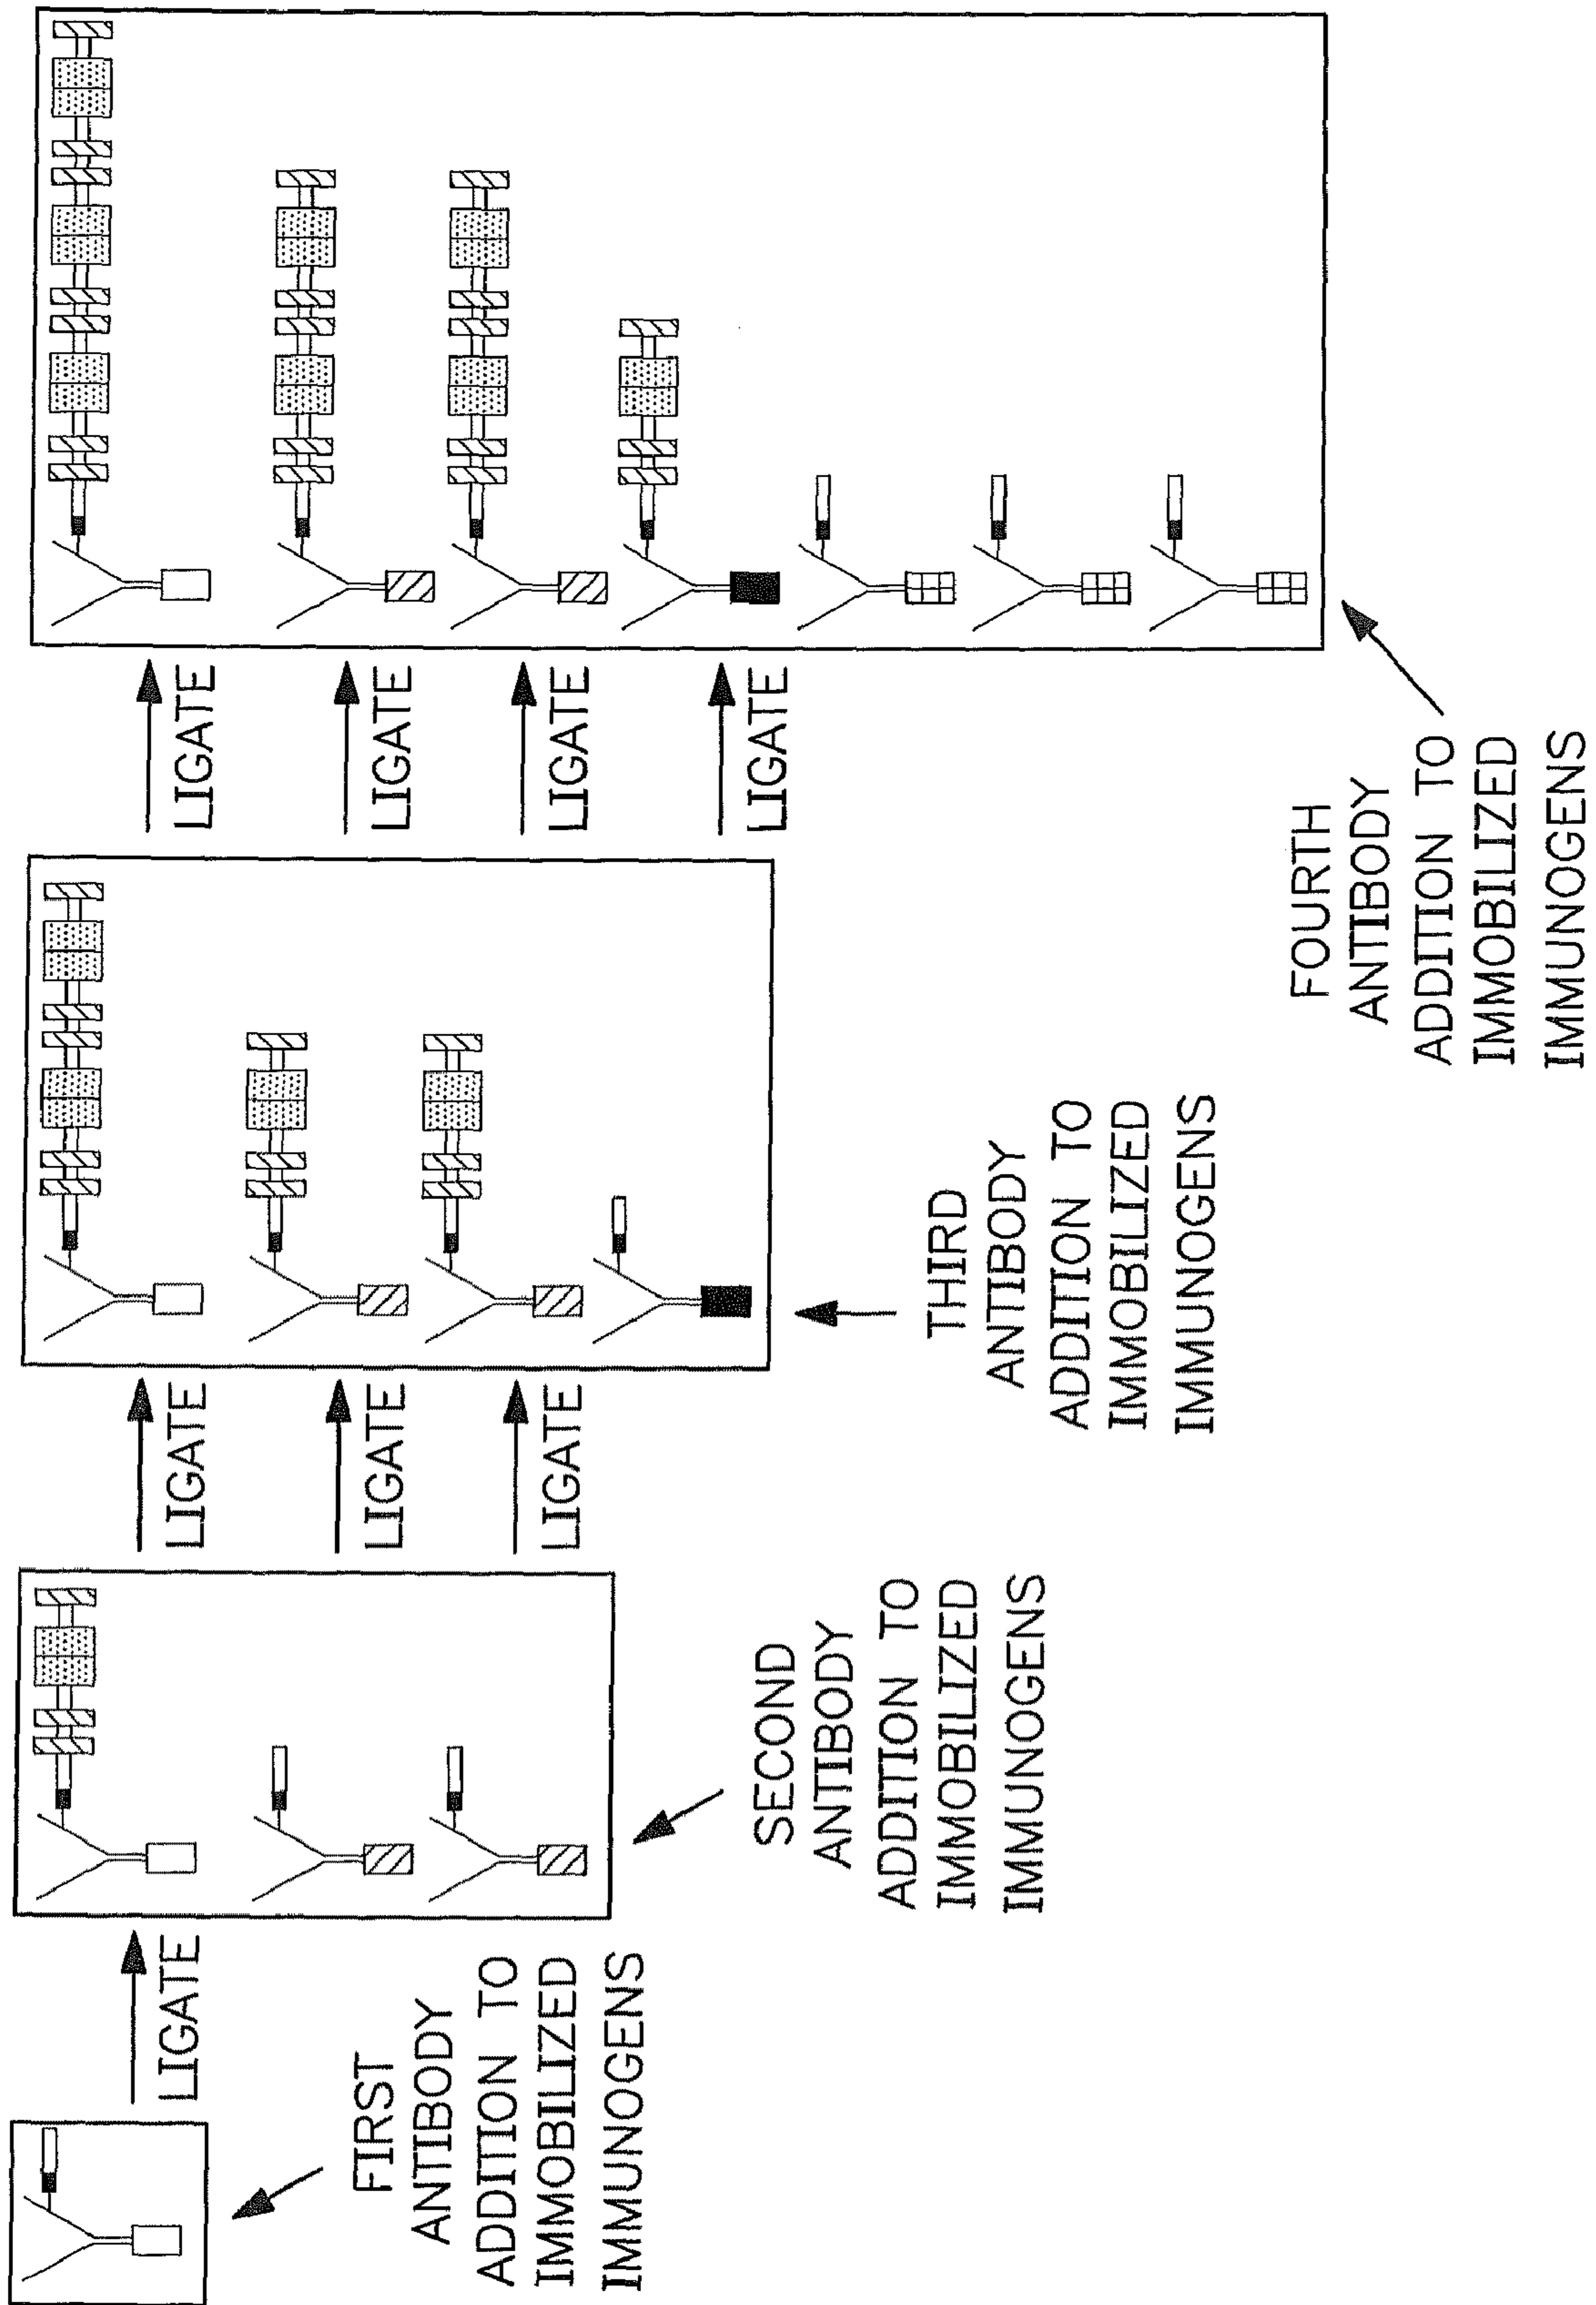 LIGATE
LIGATE
LIGATE
LIGATE
LIGATE
LIGATE
LIGATE
LIGATE
FIRST
ANTIBODY
ADDITION TO
IMMOBILIZED
IMMUNOGENS
SECOND
ANTIBODY
ADDITION TO
IMMOBILIZED
IMMUNOGENS
THIRD
ANTIBODY
ADDITION TO
IMMOBILIZED
IMMUNOGENS
FOURTH
ANTIBODY
ADDITION TO
IMMOBILIZED
IMMUNOGENS